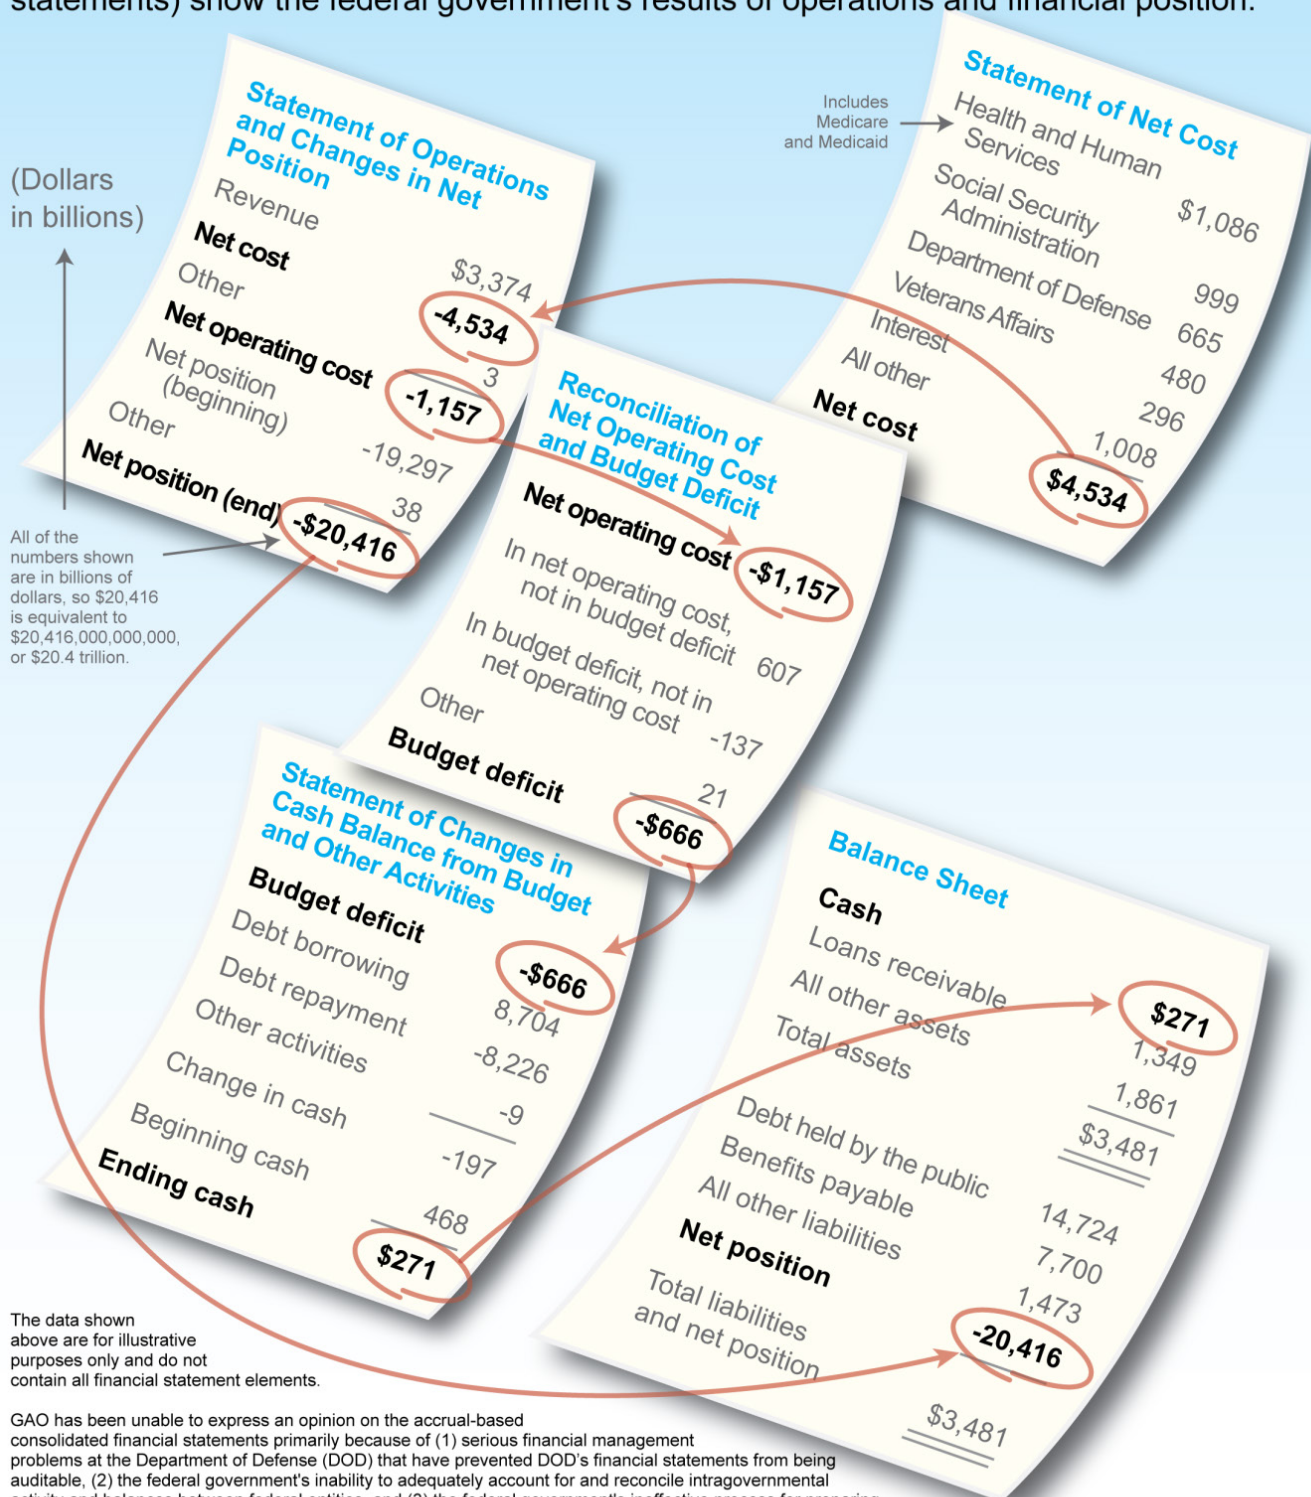 statements) show the federal government's results of operations and financial position.
(Dollars
in billions)
All of the
numbers shown
are in billions of
dollars, so $20,416
is equivalent to
$20,416,000,000,000,
or $20.4 trillion.
Statement of Operations
and Changes in Net
Position
Revenue $3,374
Net cost -4,534
Other 3
Net operating cost -1,157
Net position
(beginning) -19,297
Other 38
Net position (end) -$20,416
Includes
Medicare
and Medicaid
Statement of Net Cost
Health and Human
Services $1,086
Social Security
Administration 999
Department of Defense 665
Veterans Affairs 480
Interest 296
All other 1,008
Net cost $4,534
Reconciliation of
Net Operating Cost
and Budget Deficit
Net operating cost -$1,157
In net operating cost,
not in budget deficit 607
In budget deficit, not in
net operating cost -137
Other 21
Budget deficit -$666
Statement of Changes in
Cash Balance from Budget
and Other Activities
Budget deficit -$666
Debt borrowing 8,704
Debt repayment -8,226
Other activities -9
Change in cash -197
Beginning cash 468
Ending cash $271
Balance Sheet
Cash $271
Loans receivable 1,349
All other assets 1,861
Total assets $3,481
Debt held by the public 14,724
Benefits payable 7,700
All other liabilities 1,473
Net position -20,416
Total liabilities
and net position $3,481
The data shown
above are for illustrative
purposes only and do not
contain all financial statement elements.
GAO has been unable to express an opinion on the accrual-based
consolidated financial statements primarily because of (1) serious financial management
problems at the Department of Defense (DOD) that have prevented DOD's financial statements from being
auditable, (2) the federal government's inability to adequately account for and reconcile intragovernmental
activity and balances between federal entities, and (3) the federal government's ineffective process for preparing